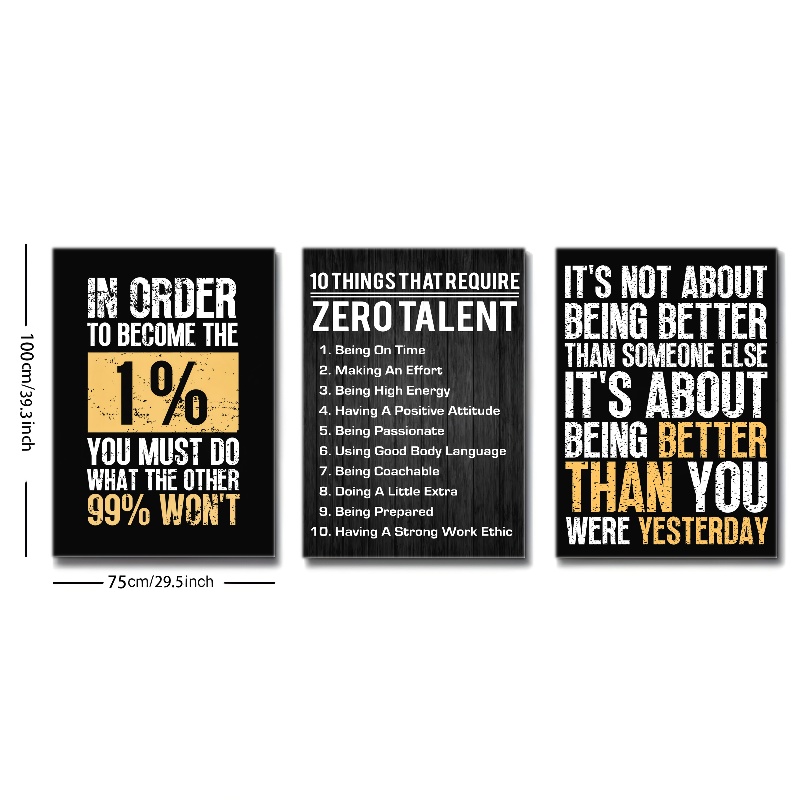 100cm/39.3inch
IN ORDER
TO BECOME THE
1%
YOU MUST DO
WHAT THE OTHER
99% WON'T
75cm/29.5inch
10 THINGS THAT REQUIRE
ZERO TALENT
1. Being On Time
2. Making An Effort
3. Being High Energy
4. Having A Positive Attitude
5. Being Passionate
6. Using Good Body Language
7. Being Coachable
8. Doing A Little Extra
9. Being Prepared
10. Having A Strong Work Ethic
IT'S NOT ABOUT
BEING BETTER
THAN SOMEONE ELSE
IT'S ABOUT
BEING BETTER
THAN YOU
WERE YESTERDAY